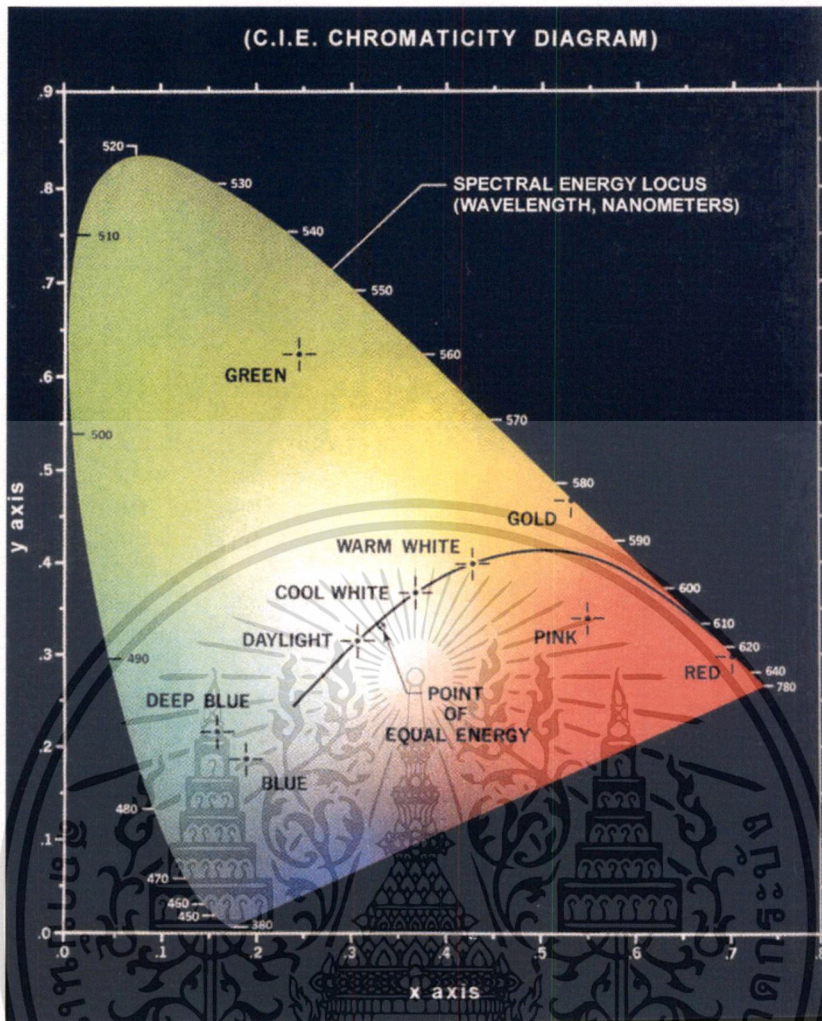 (C.I.E. CHROMATICITY DIAGRAM)
.9
520
530
.8
SPECTRAL ENERGY LOCUS
(WAVELENGTH, NANOMETERS)
510
540
.7
550
560
.6
GREEN
570
500
.5
580
GOLD
590
y axis
WARM WHITE
.4
COOL WHITE
600
610
DAYLIGHT
PINK
620
.3
490
RED
640
780
DEEP BLUE
POINT
OF
EQUAL ENERGY
.2
BLUE
480
.1
470
460
450
380
.0
.0 .1 .2 .3 .4 .5 .6 .7 .8
x axis